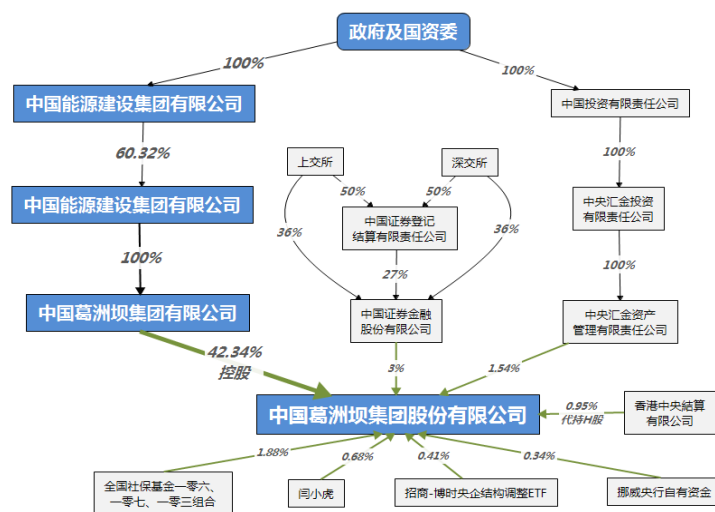 政府及国资委
100%
100%
中国能源建设集团有限公司
中国投资有限责任公司
60.32%
100%
上交所
深交所
50%
50%
中国能源建设集团有限公司
中国证券登记
结算有限责任公司
中央汇金投资
有限责任公司
36%
36%
100%
27%
100%
中国葛洲坝集团有限公司
中国证券金融
股份有限公司
中央汇金资产
管理有限责任公司
42.34%
控股
3%
1.54%
中国葛洲坝集团股份有限公司
0.95%
代持H股
香港中央結算
有限公司
1.88%
0.68%
0.41%
0.34%
全国社保基金一零六、
一零七、一零三组合
闫小虎
招商-博时央企结构调整ETF
挪威央行自有资金